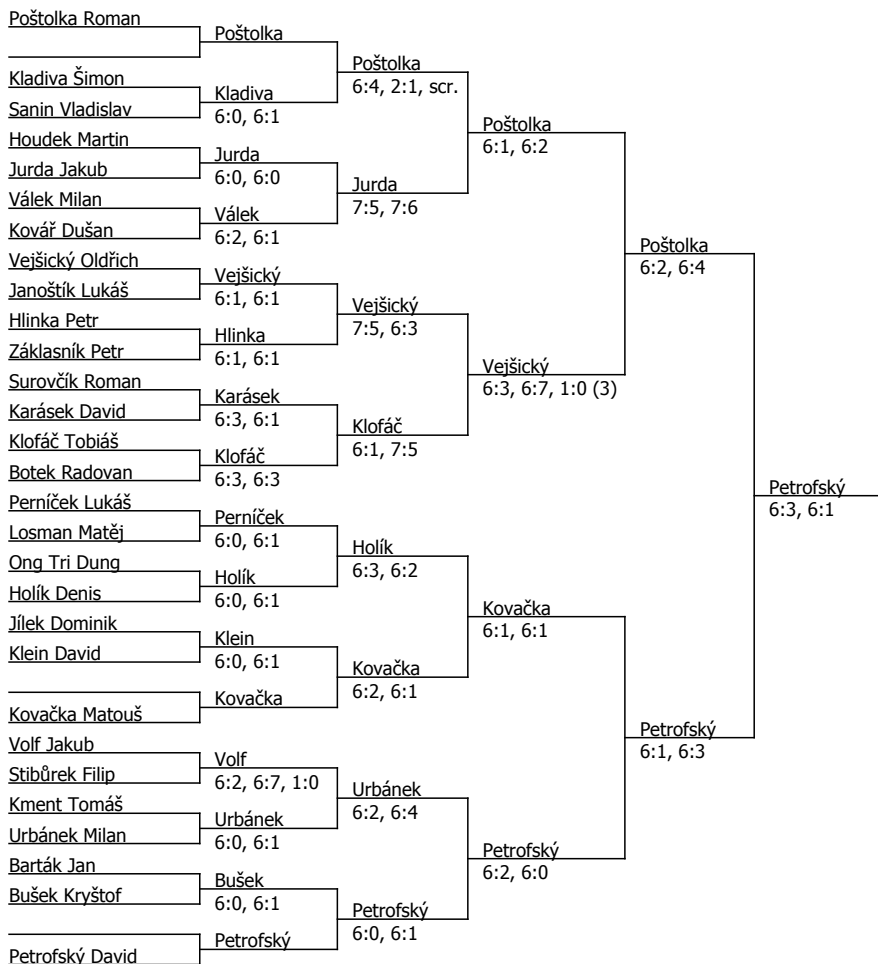 Poštolka Roman
Kladiva Šimon
Sanin Vladislav
Houdek Martin
Jurda Jakub
Válek Milan
Kovář Dušan
Vejšický Oldřich
Janoštík Lukáš
Hlinka Petr
Záklasník Petr
Surovčík Roman
Karásek David
Klofáč Tobiáš
Botek Radovan
Perníček Lukáš
Losman Matěj
Ong Tri Dung
Holík Denis
Jílek Dominik
Klein David
Kovačka Matouš
Volf Jakub
Stibůrek Filip
Kment Tomáš
Urbánek Milan
Barták Jan
Bušek Kryštof
Petrofský David
Poštolka
Kladiva
6:0, 6:1
Jurda
6:0, 6:0
Válek
6:2, 6:1
Vejšický
6:1, 6:1
Hlinka
6:1, 6:1
Karásek
6:3, 6:1
Klofáč
6:3, 6:3
Perníček
6:0, 6:1
Holík
6:0, 6:1
Klein
6:0, 6:1
Kovačka
Volf
6:2, 6:7, 1:0
Urbánek
6:0, 6:1
Bušek
6:0, 6:1
Petrofský
Poštolka
6:4, 2:1, scr.
Jurda
7:5, 7:6
Vejšický
7:5, 6:3
Klofáč
6:1, 7:5
Holík
6:3, 6:2
Kovačka
6:2, 6:1
Urbánek
6:2, 6:4
Petrofský
6:0, 6:1
Poštolka
6:1, 6:2
Vejšický
6:3, 6:7, 1:0 (3)
Kovačka
6:1, 6:1
Petrofský
6:2, 6:0
Poštolka
6:2, 6:4
Petrofský
6:1, 6:3
Petrofský
6:3, 6:1